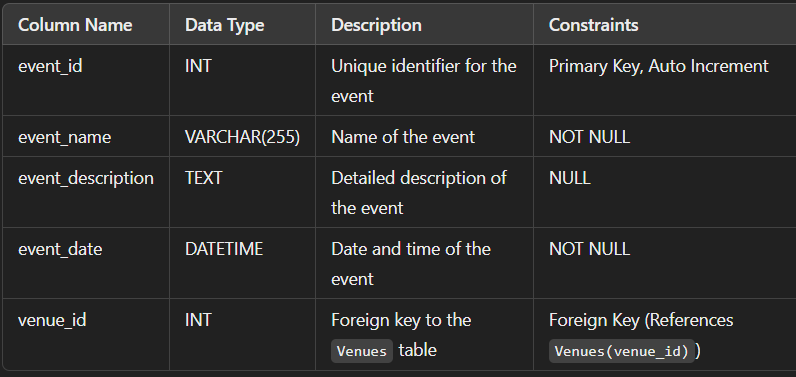 Column Name Data Type Description Constraints
event_id INT Unique identifier for the event Primary Key, Auto Increment
event_name VARCHAR(255) Name of the event NOT NULL
event_description TEXT Detailed description of the event NULL
event_date DATETIME Date and time of the event NOT NULL
venue_id INT Foreign key to the Venues table Foreign Key (References Venues(venue_id))